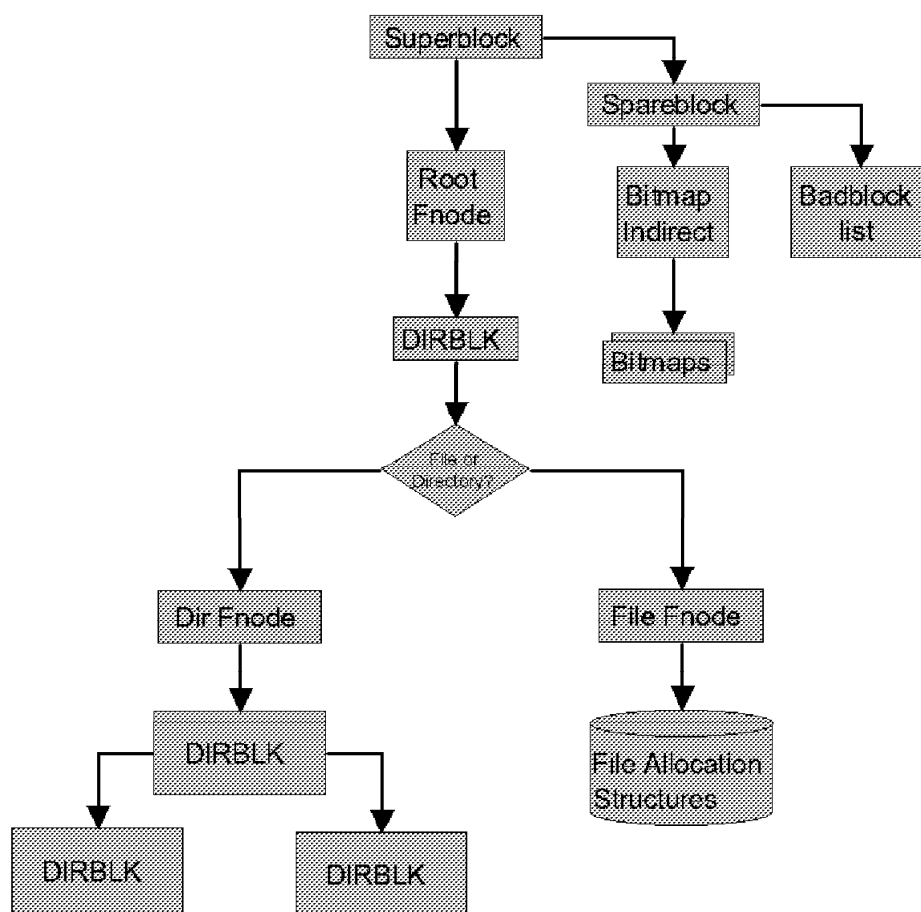 Superblock
Spareblock
Root
Fnode
Bitmap
Indirect
Badblock
list
DIRBLK
Bitmaps
File or
Directory?
Dir Fnode
File Fnode
DIRBLK
File Allocation
Structures
DIRBLK
DIRBLK